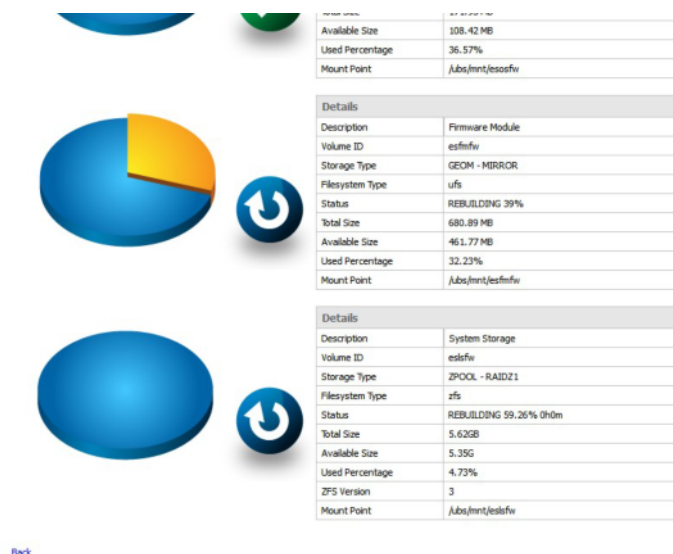 Available Size 108.42 MB
Used Percentage 36.57%
Mount Point /ubs/mnt/esosfw
Details
Description Firmware Module
Volume ID esfmfw
Storage Type GEOM - MIRROR
Filesystem Type ufs
Status REBUILDING 39%
Total Size 680.89 MB
Available Size 461.77 MB
Used Percentage 32.23%
Mount Point /ubs/mnt/esfmfw
Details
Description System Storage
Volume ID eslsfw
Storage Type ZPOOL - RAIDZ1
Filesystem Type zfs
Status REBUILDING 59.26% 0h0m
Total Size 5.62GB
Available Size 5.35G
Used Percentage 4.73%
ZFS Version 3
Mount Point /ubs/mnt/eslsfw
Back